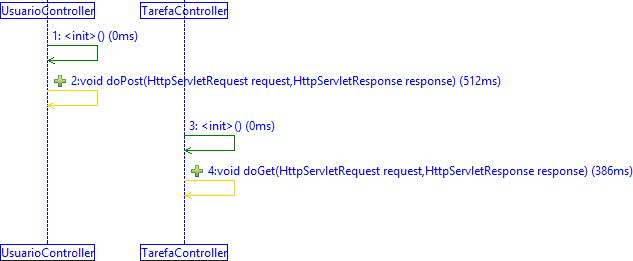 UsuarioController TarefaController
1: <init>() (0ms)
2:void doPost(HttpServletRequest request,HttpServletResponse response) (512ms)
3: <init>() (0ms)
4:void doGet(HttpServletRequest request,HttpServletResponse response) (386ms)
UsuarioController TarefaController